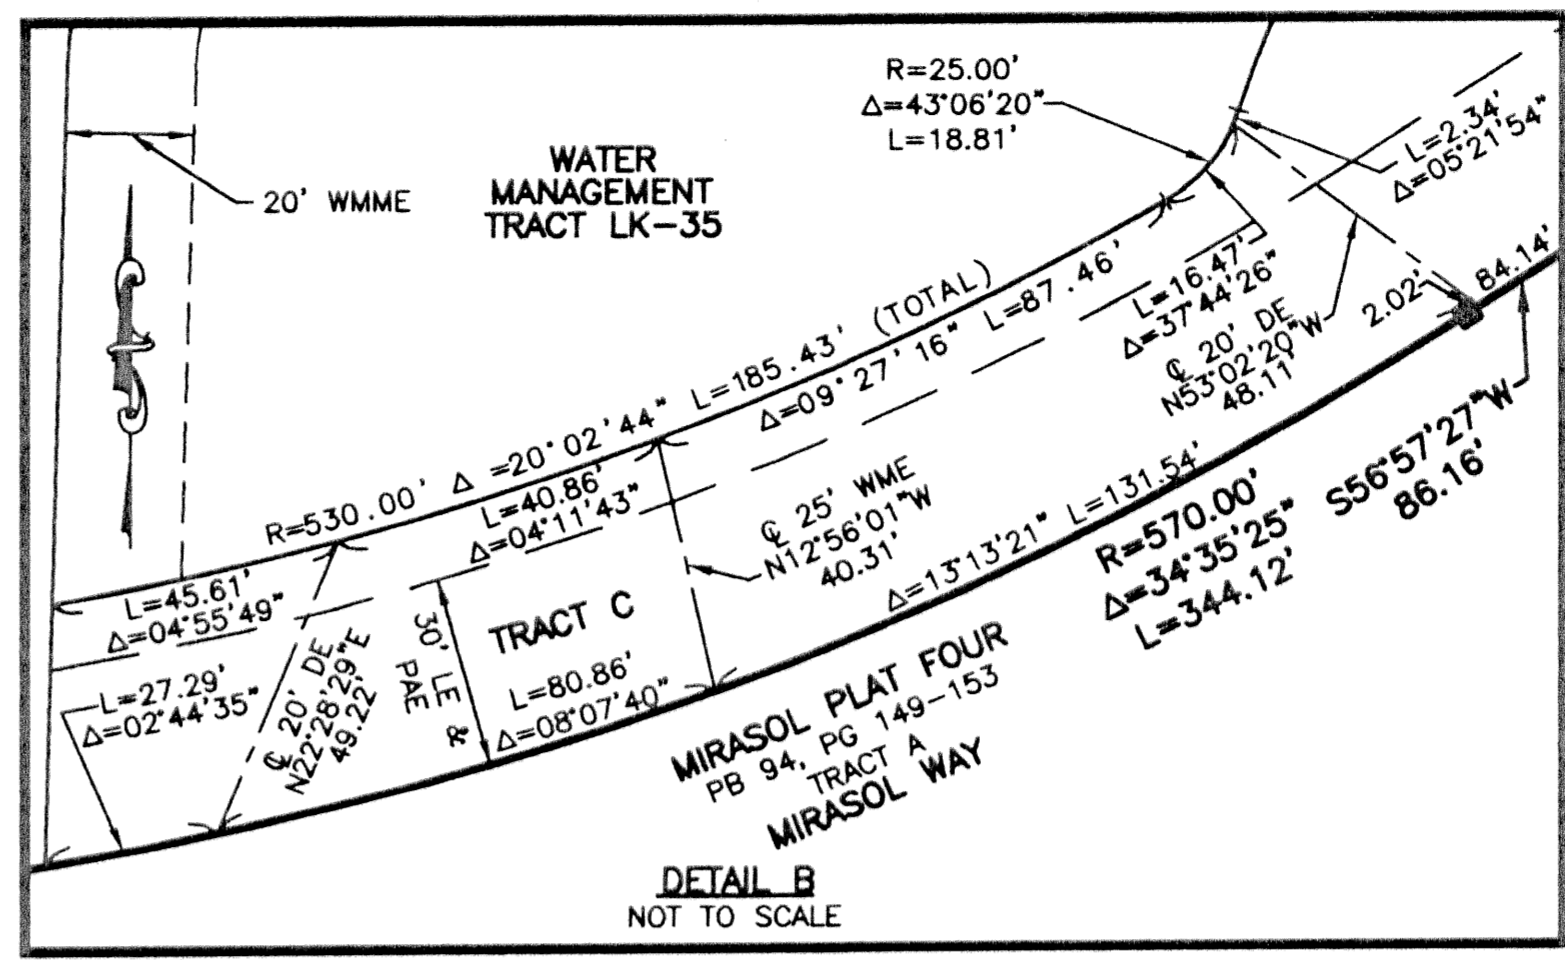 R=25.00'
Δ=43°06'20"
L=18.81'
L=2.34'
Δ=05°21'54"
WATER
MANAGEMENT
TRACT LK-35
20' WMME
R=530.00' Δ =20°02'44" L=185.43' (TOTAL)
Δ=09°27'16" L=87.46'
L=16.47'
Δ=37°44'26"
℄ 20' DE
N53°02'20"W
48.11'
2.02'
84.14'
S56°57'27"W
86.16'
L=40.86'
Δ=04°11'43"
℄ 25' WME
N12°56'01"W
40.31'
L=45.61'
Δ=04°55'49"
L=27.29'
Δ=02°44'35"
℄ 20' DE
N22°28'29"E
49.22'
30' LE &
PAE
TRACT C
L=80.86'
Δ=08°07'40"
Δ=13°13'21" L=131.54'
R=570.00'
Δ=34°35'25"
L=344.12'
MIRASOL PLAT FOUR
PB 94, PG 149-153
TRACT A
MIRASOL WAY
DETAIL B
NOT TO SCALE